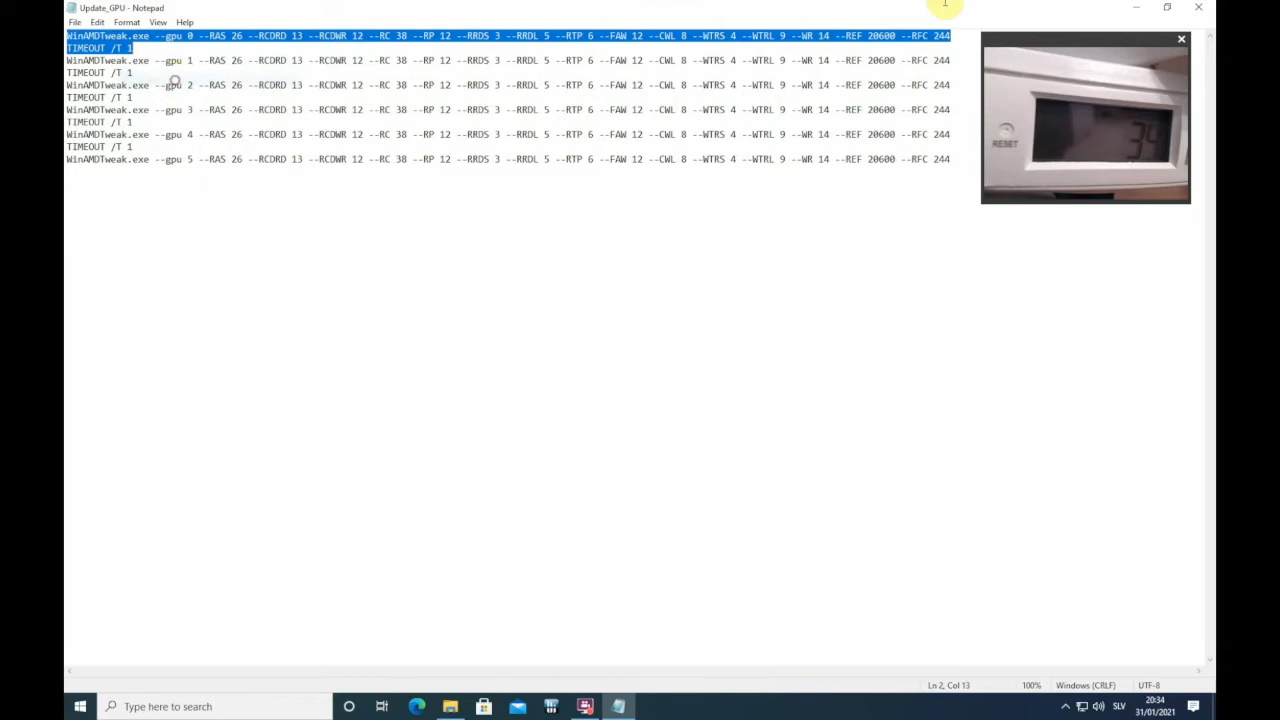 Update_GPU - Notepad
File Edit Format View Help
WinAMDTweak.exe --gpu 0 --RAS 26 --RCDRD 13 --RCDWR 12 --RC 38 --RP 12 --RRDS 3 --RRDL 5 --RTP 6 --FAW 12 --CWL 8 --WTRS 4 --WTRL 9 --WR 14 --REF 20600 --RFC 244
TIMEOUT /T 1
WinAMDTweak.exe --gpu 1 --RAS 26 --RCDRD 13 --RCDWR 12 --RC 38 --RP 12 --RRDS 3 --RRDL 5 --RTP 6 --FAW 12 --CWL 8 --WTRS 4 --WTRL 9 --WR 14 --REF 20600 --RFC 244
TIMEOUT /T 1
WinAMDTweak.exe --gpu 2 --RAS 26 --RCDRD 13 --RCDWR 12 --RC 38 --RP 12 --RRDS 3 --RRDL 5 --RTP 6 --FAW 12 --CWL 8 --WTRS 4 --WTRL 9 --WR 14 --REF 20600 --RFC 244
TIMEOUT /T 1
WinAMDTweak.exe --gpu 3 --RAS 26 --RCDRD 13 --RCDWR 12 --RC 38 --RP 12 --RRDS 3 --RRDL 5 --RTP 6 --FAW 12 --CWL 8 --WTRS 4 --WTRL 9 --WR 14 --REF 20600 --RFC 244
TIMEOUT /T 1
WinAMDTweak.exe --gpu 4 --RAS 26 --RCDRD 13 --RCDWR 12 --RC 38 --RP 12 --RRDS 3 --RRDL 5 --RTP 6 --FAW 12 --CWL 8 --WTRS 4 --WTRL 9 --WR 14 --REF 20600 --RFC 244
TIMEOUT /T 1
WinAMDTweak.exe --gpu 5 --RAS 26 --RCDRD 13 --RCDWR 12 --RC 38 --RP 12 --RRDS 3 --RRDL 5 --RTP 6 --FAW 12 --CWL 8 --WTRS 4 --WTRL 9 --WR 14 --REF 20600 --RFC 244
RESET
Ln 2, Col 13 100% Windows (CRLF) UTF-8
Type here to search
SLV
20:34
31/01/2021